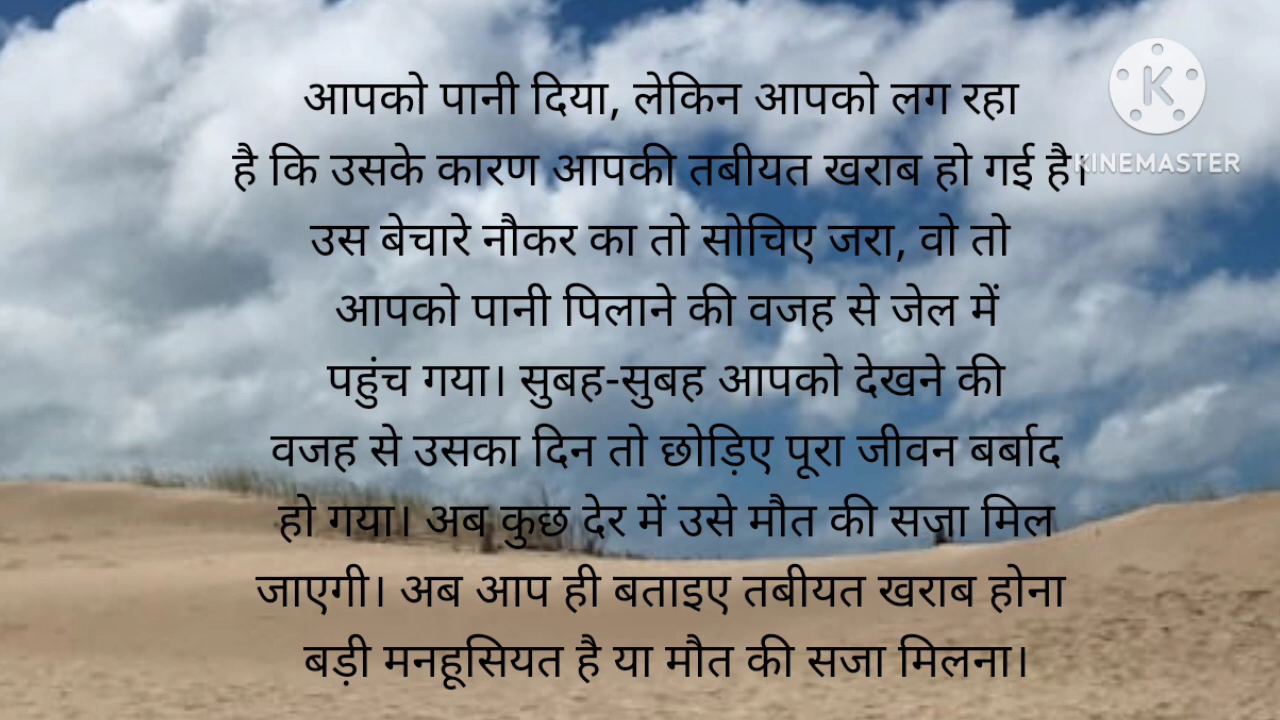 आपको पानी दिया, लेकिन आपको लग रहा
है कि उसके कारण आपकी तबीयत खराब हो गई है।
उस बेचारे नौकर का तो सोचिए जरा, वो तो
आपको पानी पिलाने की वजह से जेल में
पहुंच गया। सुबह-सुबह आपको देखने की
वजह से उसका दिन तो छोड़िए पूरा जीवन बर्बाद
हो गया। अब कुछ देर में उसे मौत की सजा मिल
जाएगी। अब आप ही बताइए तबीयत खराब होना
बड़ी मनहूसियत है या मौत की सजा मिलना।
K
KINEMASTER